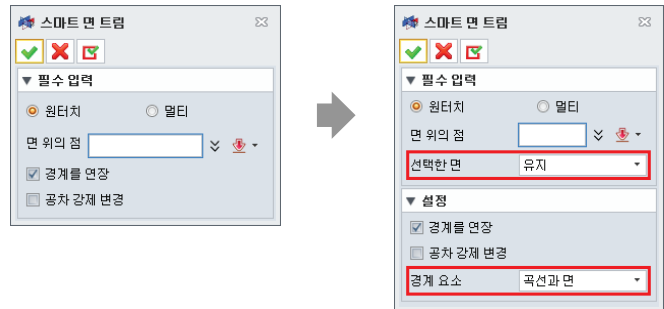 스마트 면 트림
필수 입력
원터치 멀티
면 위의 점
경계를 연장
공차 강제 변경
스마트 면 트림
필수 입력
원터치 멀티
면 위의 점
선택한 면 유지
설정
경계를 연장
공차 강제 변경
경계 요소 곡선과 면